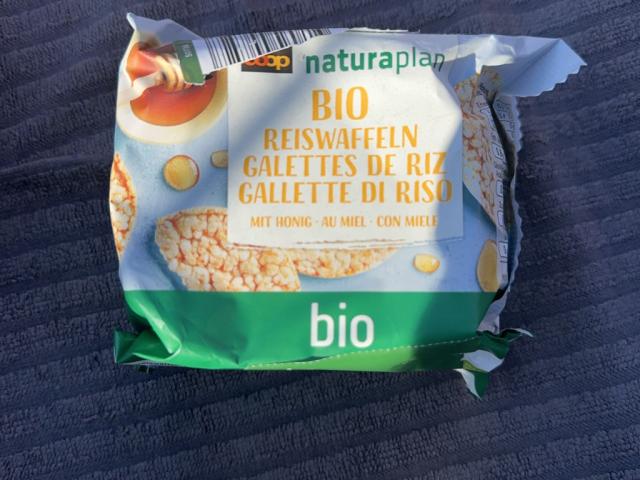 coop naturaplan
BIO
REISWAFFELN
GALETTES DE RIZ
GALLETTE DI RISO
MIT HONIG · AU MIEL · CON MIELE
bio